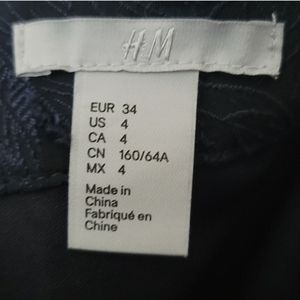 H&M
EUR 34
US 4
CA 4
CN 160/64A
MX 4
Made in
China
Fabriqué en
Chine